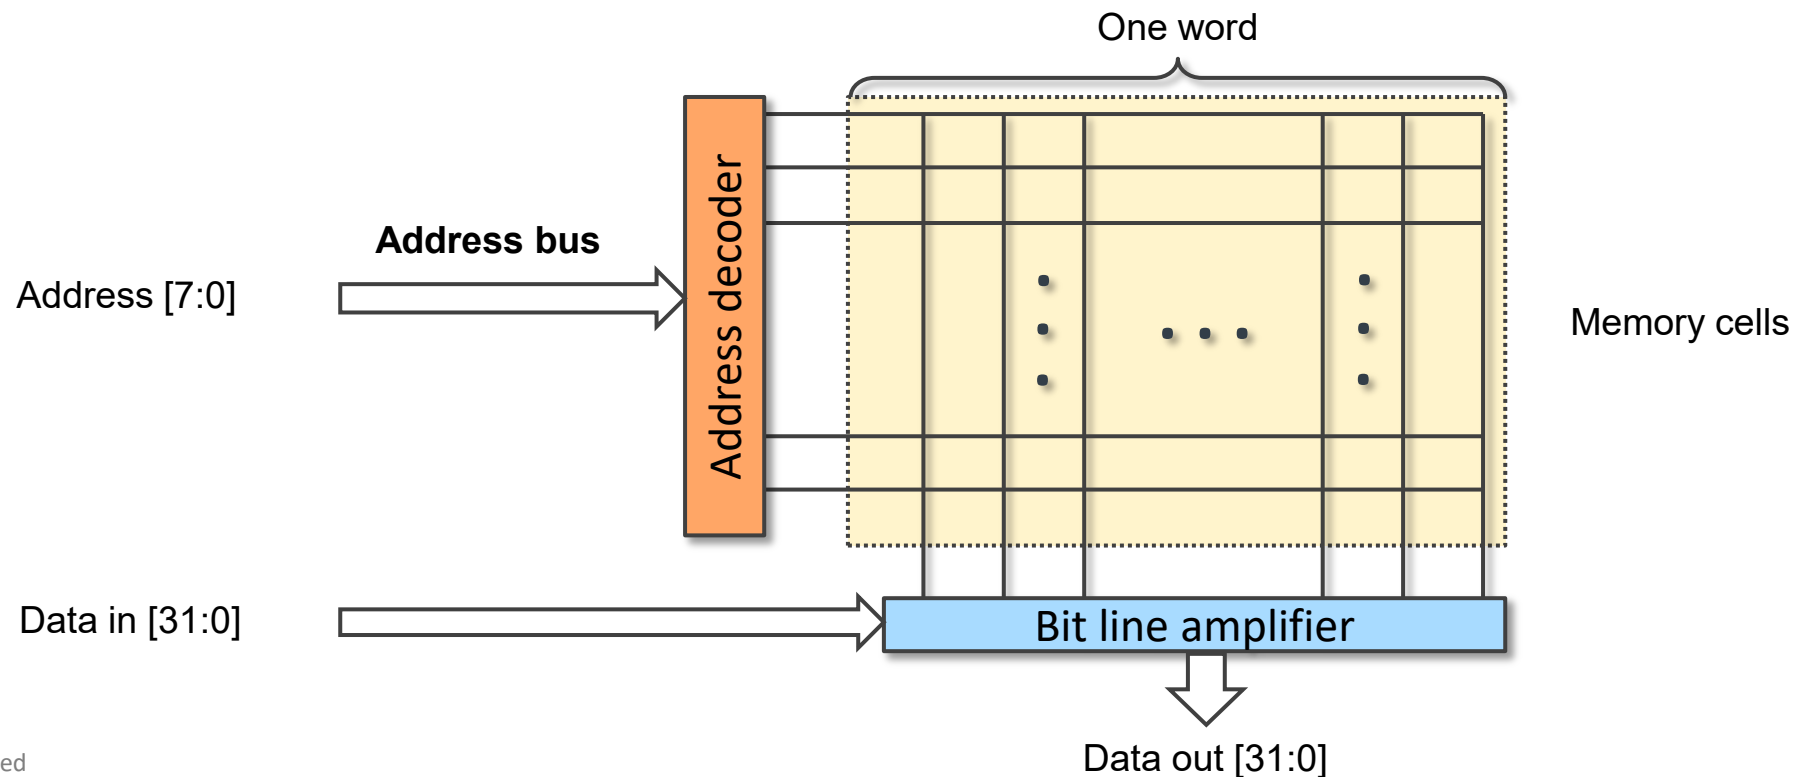 One word
Address decoder
Address bus
Address [7:0]
Memory cells
Data in [31:0]
Bit line amplifier
Data out [31:0]
ed